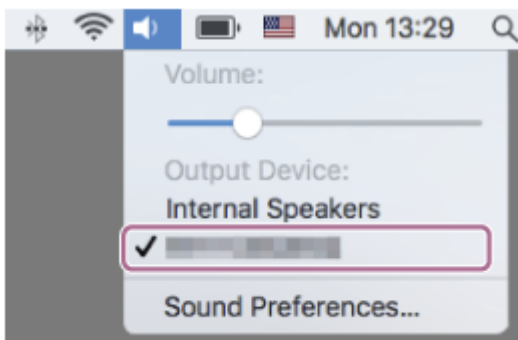 Mon 13:29
Volume:
Output Device:
Internal Speakers
Sound Preferences...